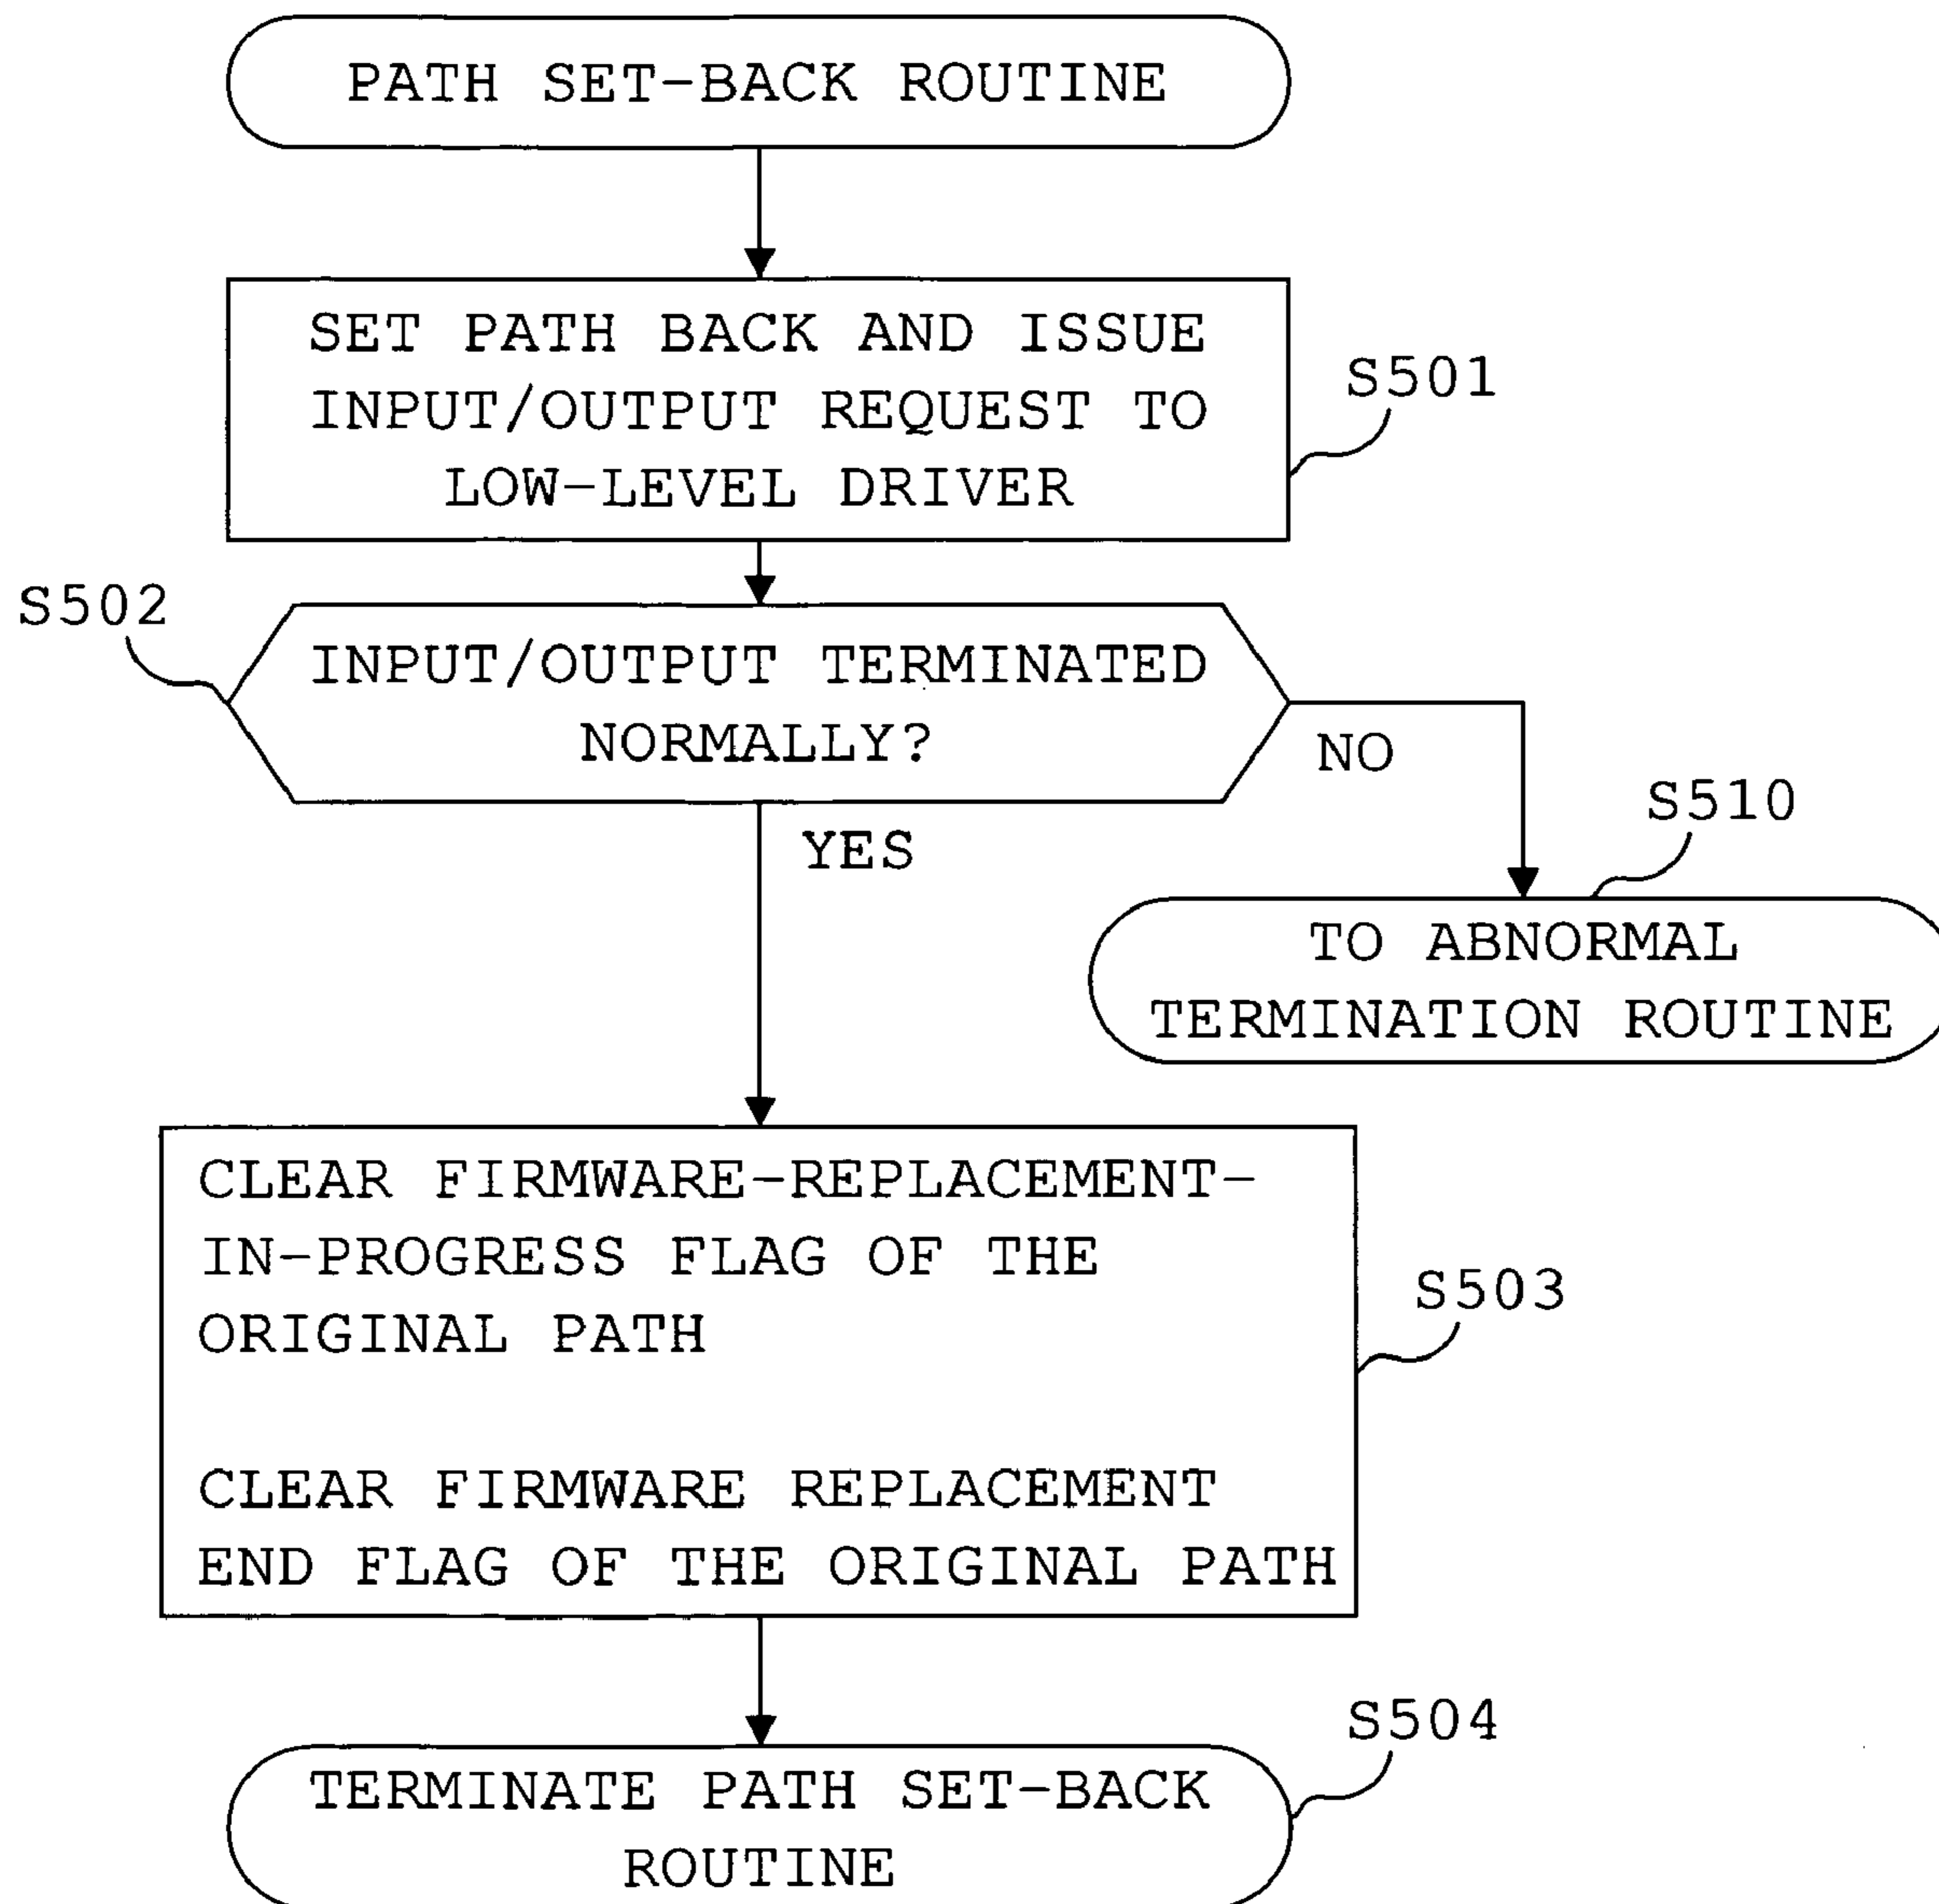 PATH SET-BACK ROUTINE
SET PATH BACK AND ISSUE
INPUT/OUTPUT REQUEST TO
LOW-LEVEL DRIVER
S501
S502
INPUT/OUTPUT TERMINATED
NORMALLY?
NO
YES
S510
TO ABNORMAL
TERMINATION ROUTINE
CLEAR FIRMWARE-REPLACEMENT-
IN-PROGRESS FLAG OF THE
ORIGINAL PATH
CLEAR FIRMWARE REPLACEMENT
END FLAG OF THE ORIGINAL PATH
S503
TERMINATE PATH SET-BACK
ROUTINE
S504